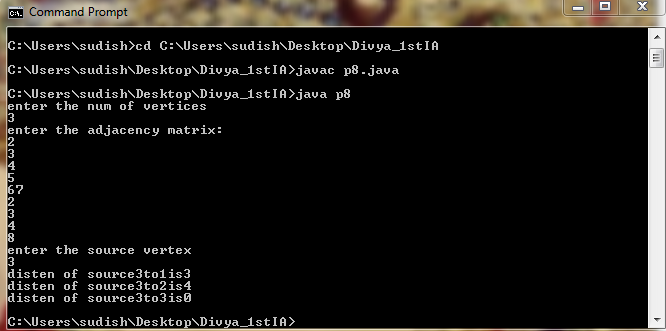 Command Prompt
C:\Users\sudish>cd C:\Users\sudish\Desktop\Divya_1stIA
C:\Users\sudish\Desktop\Divya_1stIA>javac p8.java
C:\Users\sudish\Desktop\Divya_1stIA>java p8
enter the num of vertices
3
enter the adjacency matrix:
2
3
4
5
67
2
3
4
8
enter the source vertex
3
disten of source3to1is3
disten of source3to2is4
disten of source3to3is0
C:\Users\sudish\Desktop\Divya_1stIA>